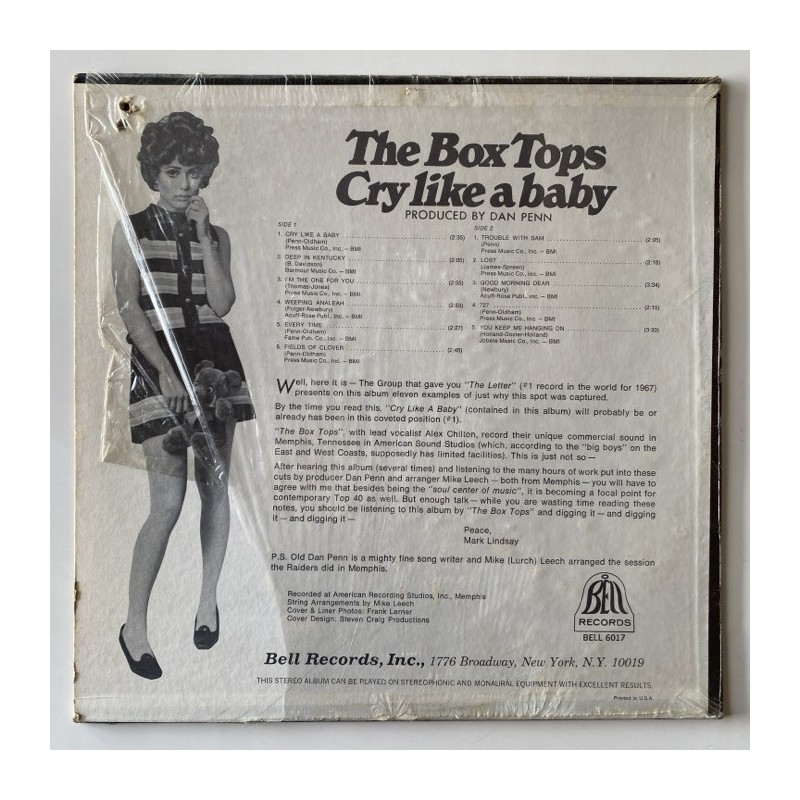 The Box Tops
Cry like a baby
PRODUCED BY DAN PENN
SIDE 1
1. CRY LIKE A BABY (2:35)
(Penn-Oldham)
Press Music Co., Inc. — BMI
2. DEEP IN KENTUCKY (2:05)
(B. Davidson)
Barmour Music Co. — BMI
3. I'M THE ONE FOR YOU
(Thomas-Jones)
Press Music Co., Inc. — BMI
4. WEEPING ANALEAH
(Folger-Newbury)
Acuff-Rose Publ., Inc. — BMI
5. EVERY TIME (2:27)
(Penn-Oldham)
Fame Pub. Co., Inc. — BMI
6. FIELDS OF CLOVER (2:45)
(Penn-Oldham)
Press Music Co., Inc. — BMI
SIDE 2
1. TROUBLE WITH SAM (2:05)
(Penn)
Press Music Co., Inc. — BMI
2. LOST
(James-Spreen)
Press Music Co., Inc. — BMI
3. GOOD MORNING DEAR (3:34)
(Newbury)
Acuff-Rose Publ., Inc. — BMI
4. 727 (2:15)
(Penn-Oldham)
Press Music Co., Inc. — BMI
5. YOU KEEP ME HANGING ON (3:30)
(Holland-Dozier-Holland)
Jobete Music Co., Inc. — BMI
Well, here it is — The Group that gave you "The Letter" (#1 record in the world for 1967)
presents on this album eleven examples of just why this spot was captured.
By the time you read this, "Cry Like A Baby" (contained in this album) will probably be or
already has been in this coveted position (#1).
"The Box Tops", with lead vocalist Alex Chilton, record their unique commercial sound in
Memphis, Tennessee in American Sound Studios (which, according to the "big boys" on the
East and West Coasts, supposedly has limited facilities). This is just not so —
After hearing this album (several times) and listening to the many hours of work put into these
cuts by producer Dan Penn and arranger Mike Leech — both from Memphis — you will have to
agree with me that besides being the "soul center of music", it is becoming a focal point for
contemporary Top 40 as well. But enough talk — while you are wasting time reading these
notes, you should be listening to this album by "The Box Tops" and digging it — and digging
it — and digging it —
Peace,
Mark Lindsay
P.S. Old Dan Penn is a mighty fine song writer and Mike (Lurch) Leech arranged the session
the Raiders did in Memphis.
Recorded at American Recording Studios, Inc., Memphis
String Arrangements by Mike Leech
Cover & Liner Photos: Frank Lerner
Cover Design: Steven Craig Productions
BELL
RECORDS
BELL 6017
Bell Records, Inc., 1776 Broadway, New York, N.Y. 10019
THIS STEREO ALBUM CAN BE PLAYED ON STEREOPHONIC AND MONAURAL EQUIPMENT WITH EXCELLENT RESULTS.
Printed in U.S.A.